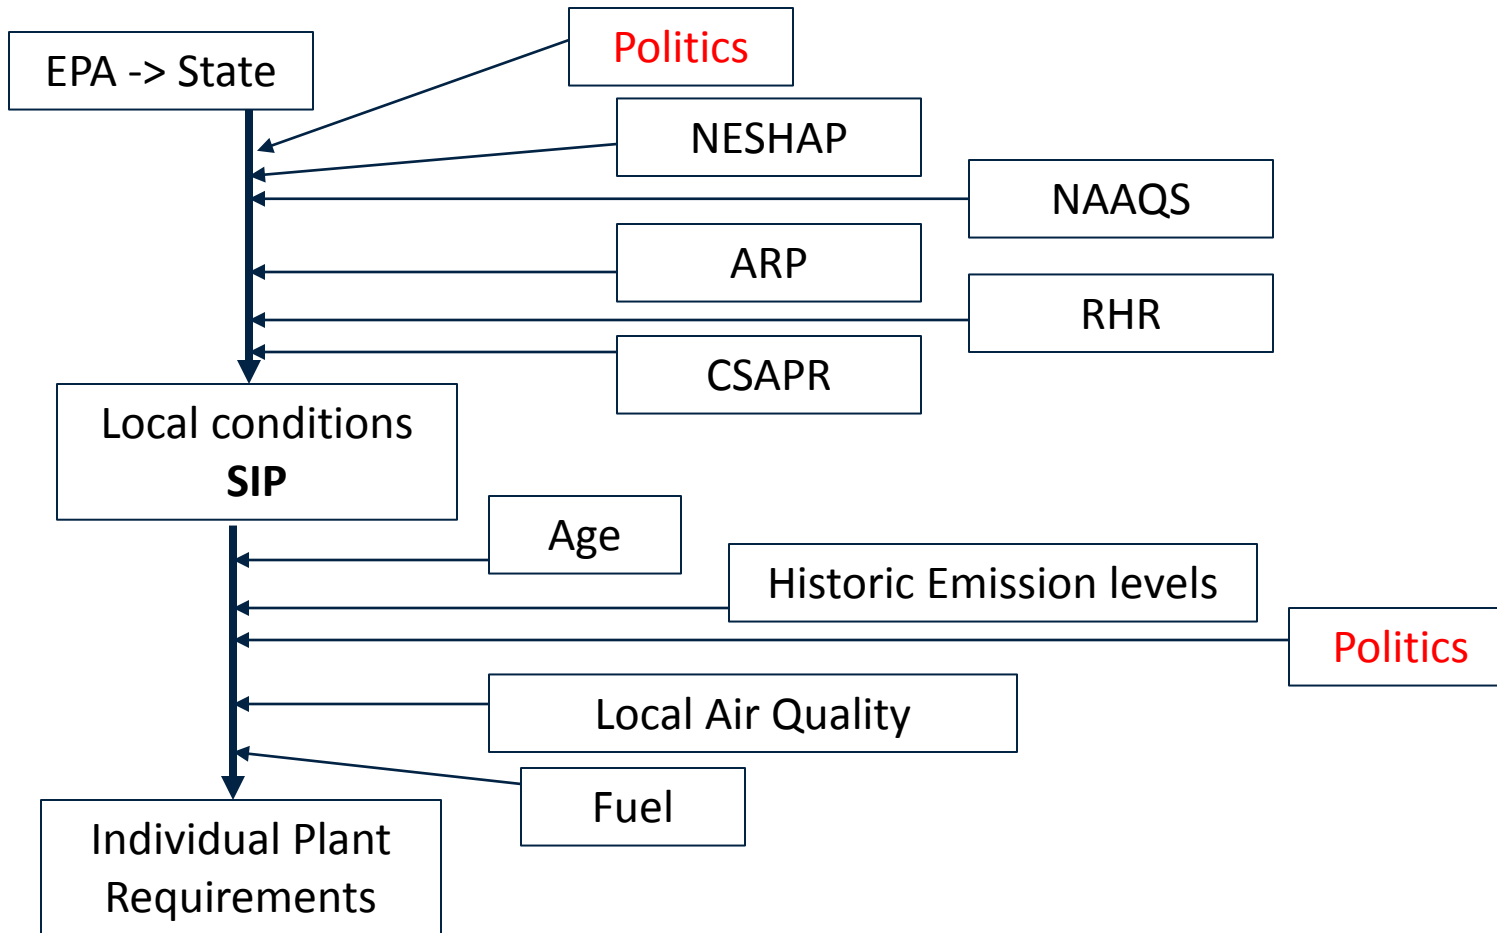 EPA -> State
Politics
NESHAP
NAAQS
ARP
RHR
CSAPR
Local conditions
SIP
Age
Historic Emission levels
Politics
Local Air Quality
Fuel
Individual Plant
Requirements